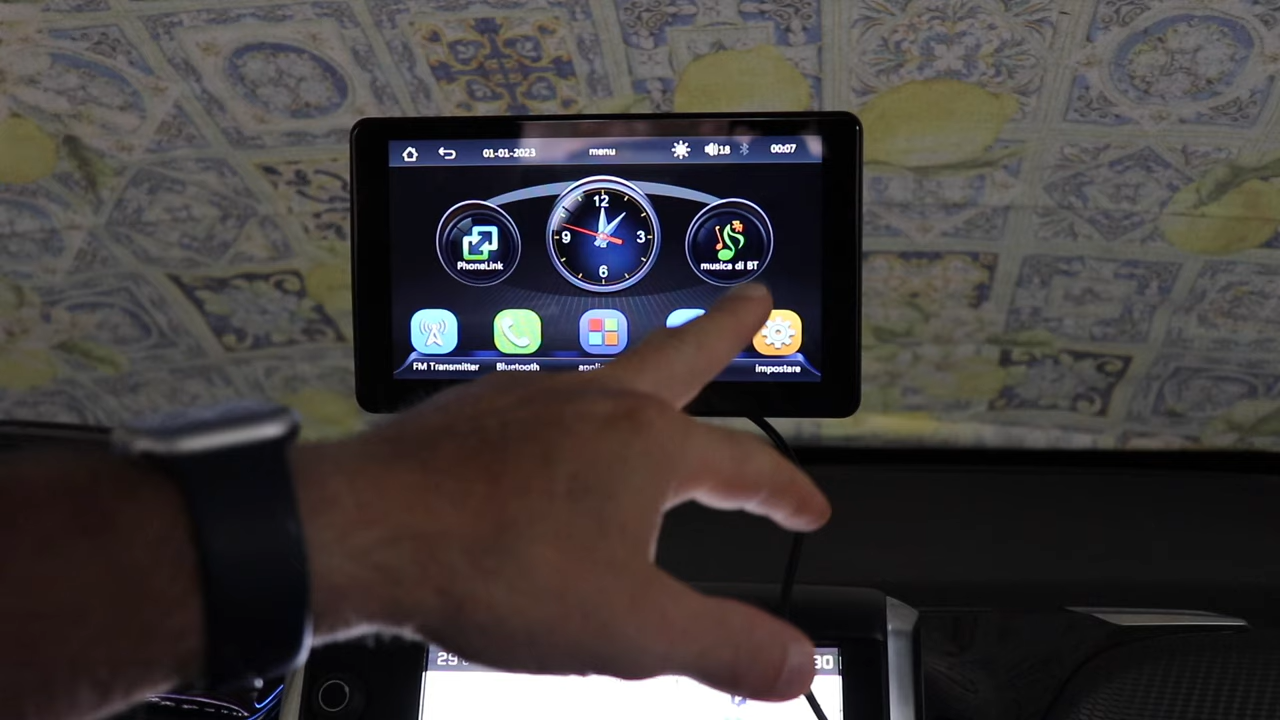 01-01-2023 menu 18 00:07
12
9 3
6
PhoneLink
musica di BT
FM Transmitter Bluetooth impostare
29
30